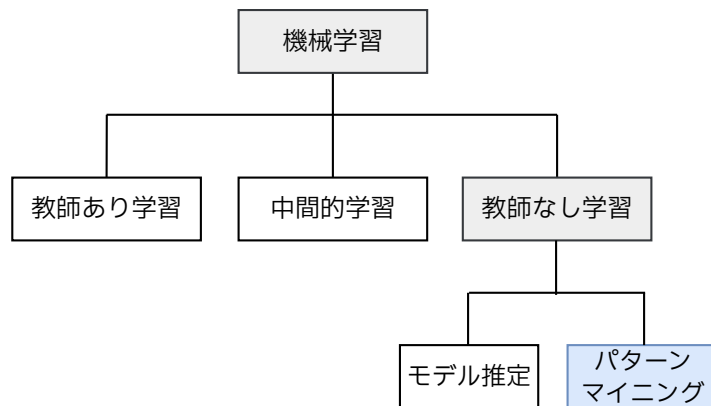 機械学習
教師あり学習
中間的学習
教師なし学習
モデル推定
パターン
マイニング